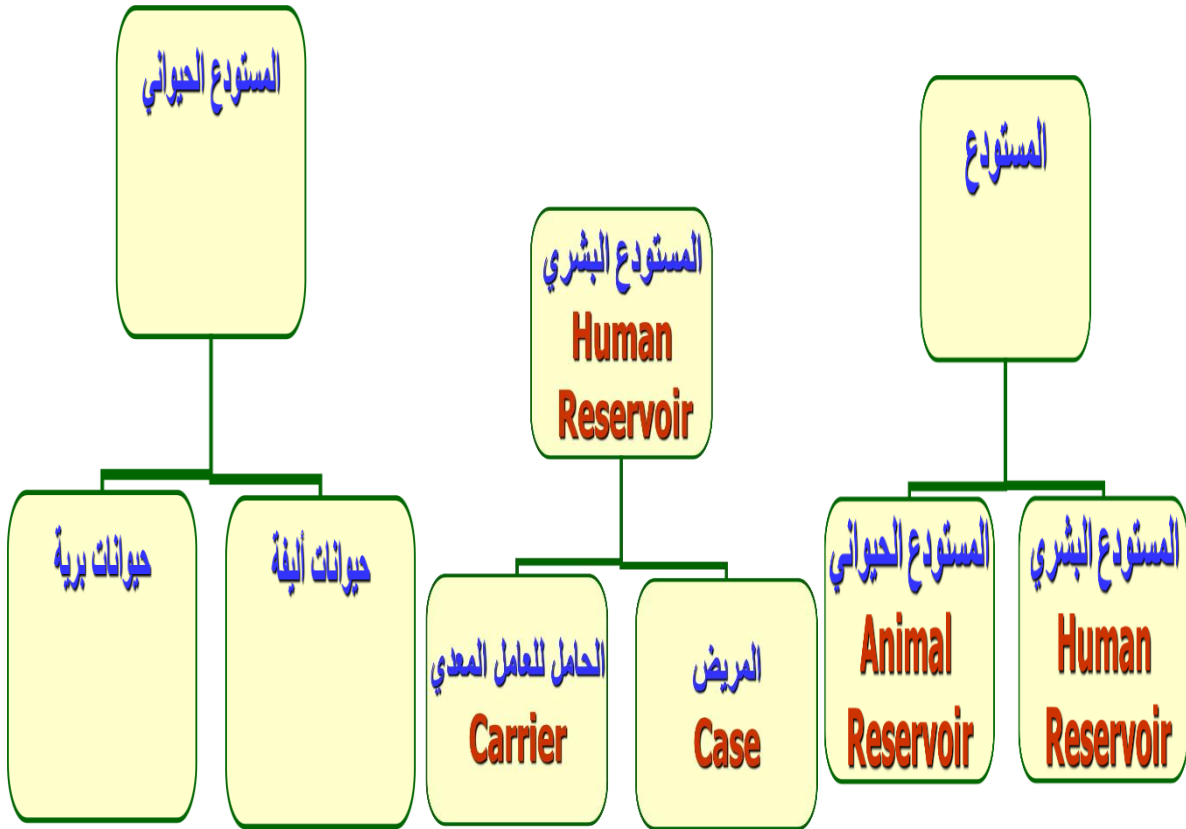 المستودع
المستودع البشري
Human
Reservoir
المستودع الحيواني
Animal
Reservoir
المستودع البشري
Human
Reservoir
المريض
Case
الحامل للعامل المعدي
Carrier
المستودع الحيواني
حيوانات أليفة
حيوانات برية